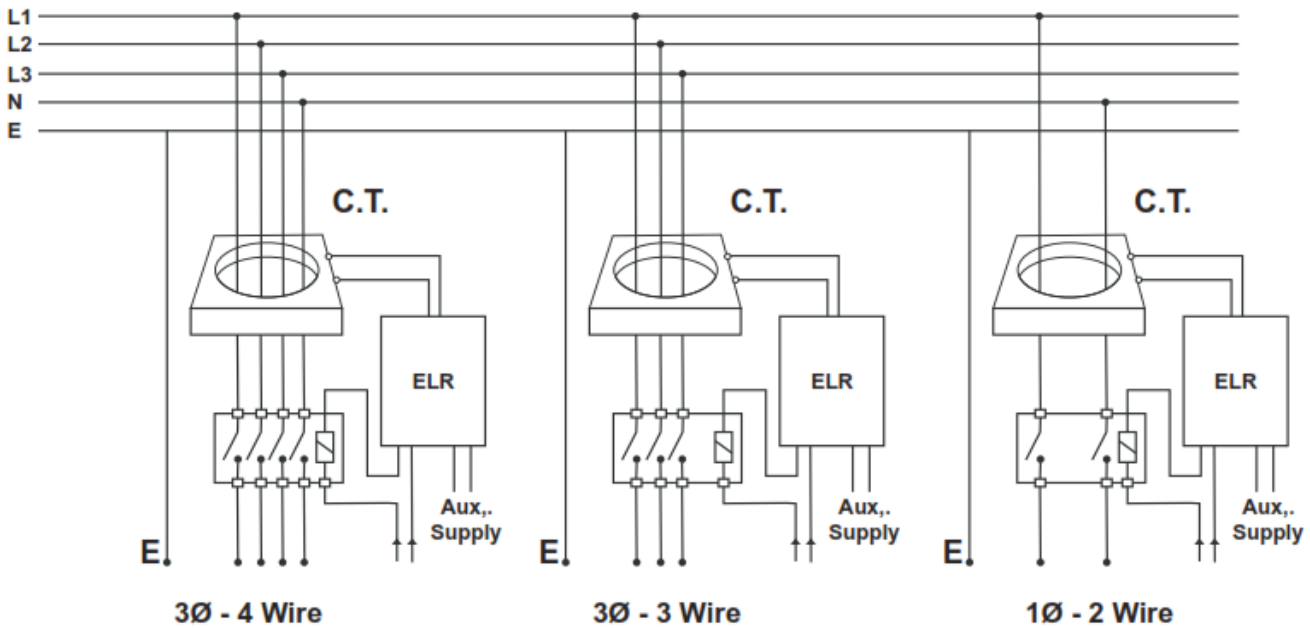 L1
L2
L3
N
E
C.T.
C.T.
C.T.
ELR
ELR
ELR
Aux,.
Supply
Aux,.
Supply
Aux,.
Supply
E
E
E
3Ø - 4 Wire
3Ø - 3 Wire
1Ø - 2 Wire